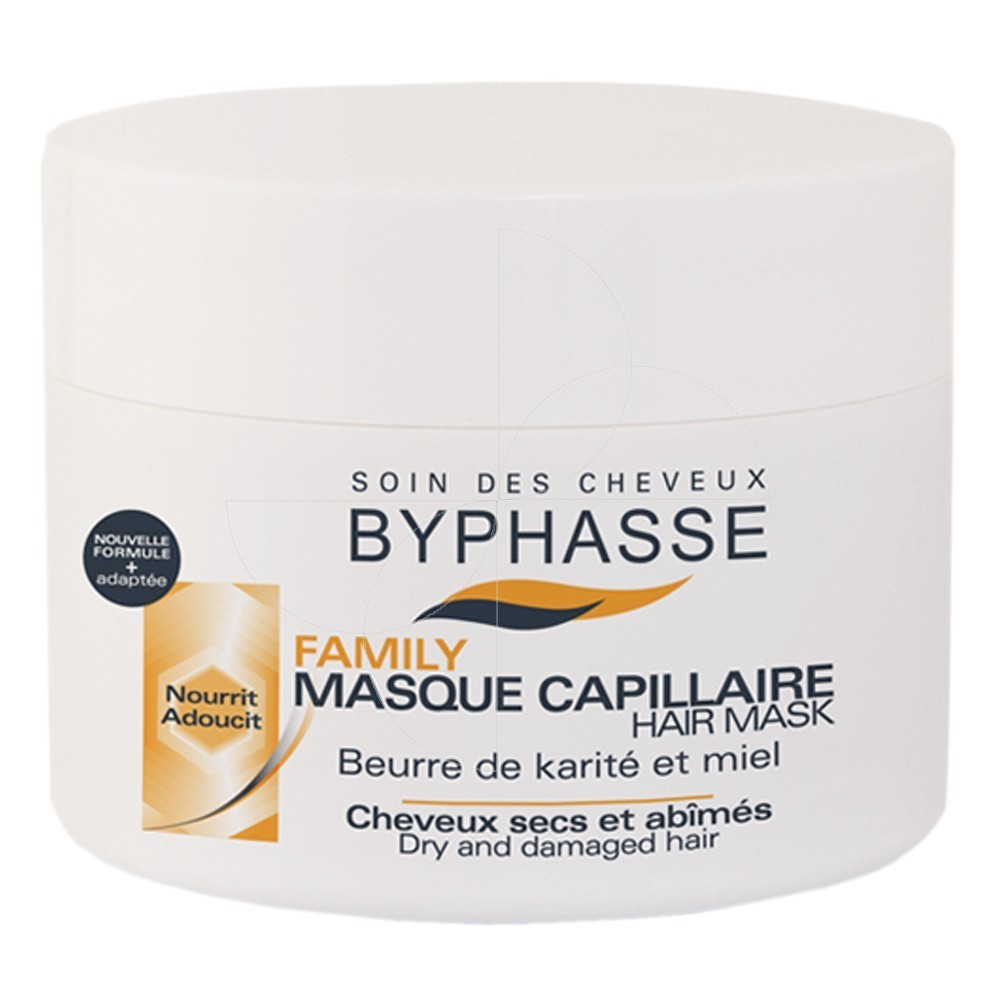 SOIN DES CHEVEUX
BYPHASSE
NOUVELLE
FORMULE
+
adaptée
Nourrit
Adoucit
FAMILY
MASQUE CAPILLAIRE
HAIR MASK
Beurre de karité et miel
Cheveux secs et abîmés
Dry and damaged hair